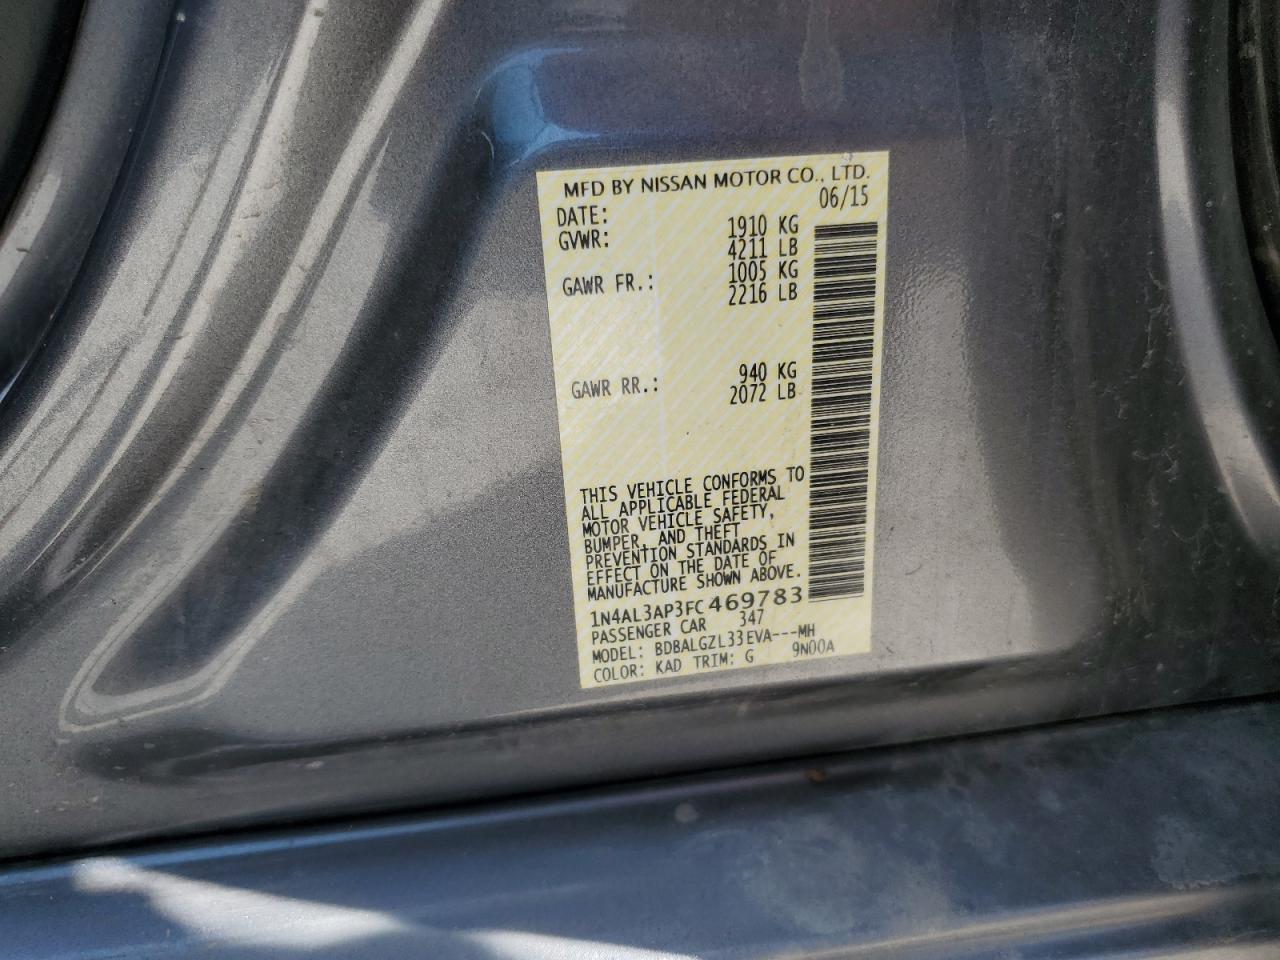 MFD BY NISSAN MOTOR CO., LTD.
DATE: 06/15
GVWR: 1910 KG
4211 LB
GAWR FR.: 1005 KG
2216 LB
GAWR RR.: 940 KG
2072 LB
THIS VEHICLE CONFORMS TO
ALL APPLICABLE FEDERAL
MOTOR VEHICLE SAFETY,
BUMPER, AND THEFT
PREVENTION STANDARDS IN
EFFECT ON THE DATE OF
MANUFACTURE SHOWN ABOVE.
1N4AL3AP3FC469783
PASSENGER CAR 347
MODEL: BDBALGZL33EVA---MH
COLOR: KAD TRIM: G 9N00A